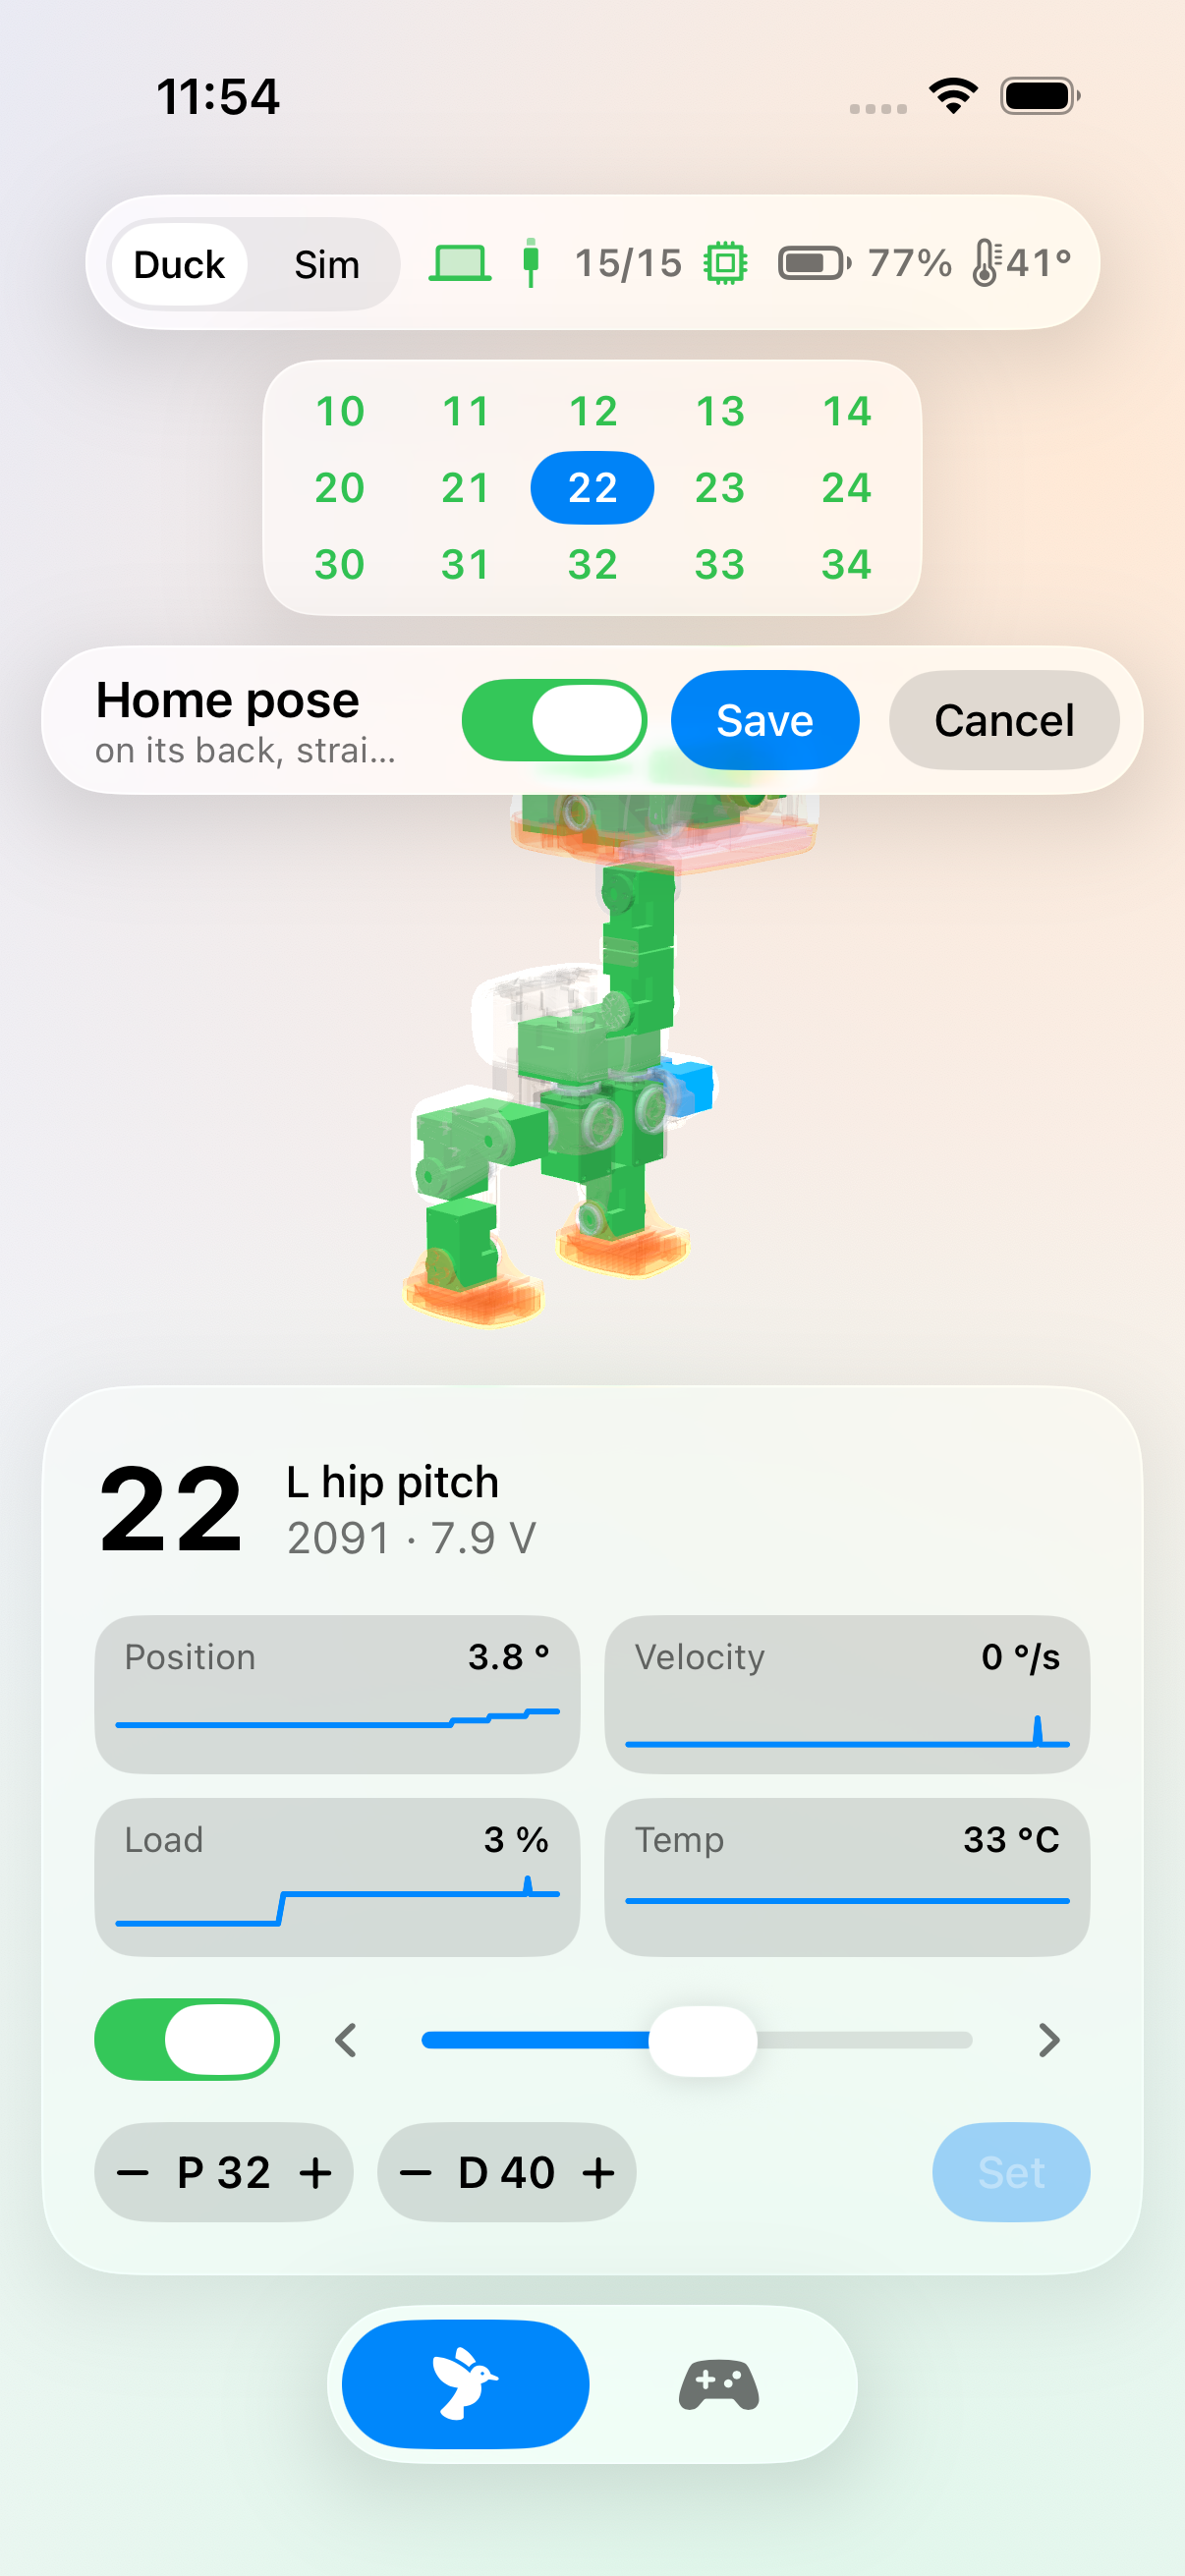 11:54
Duck Sim 15/15 77% 41°
10 11 12 13 14
20 21 22 23 24
30 31 32 33 34
Home pose
on its back, strai...
Save Cancel
22
L hip pitch
2091 · 7.9 V
Position 3.8 °
Velocity 0 °/s
Load 3 %
Temp 33 °C
− P 32 + − D 40 + Set